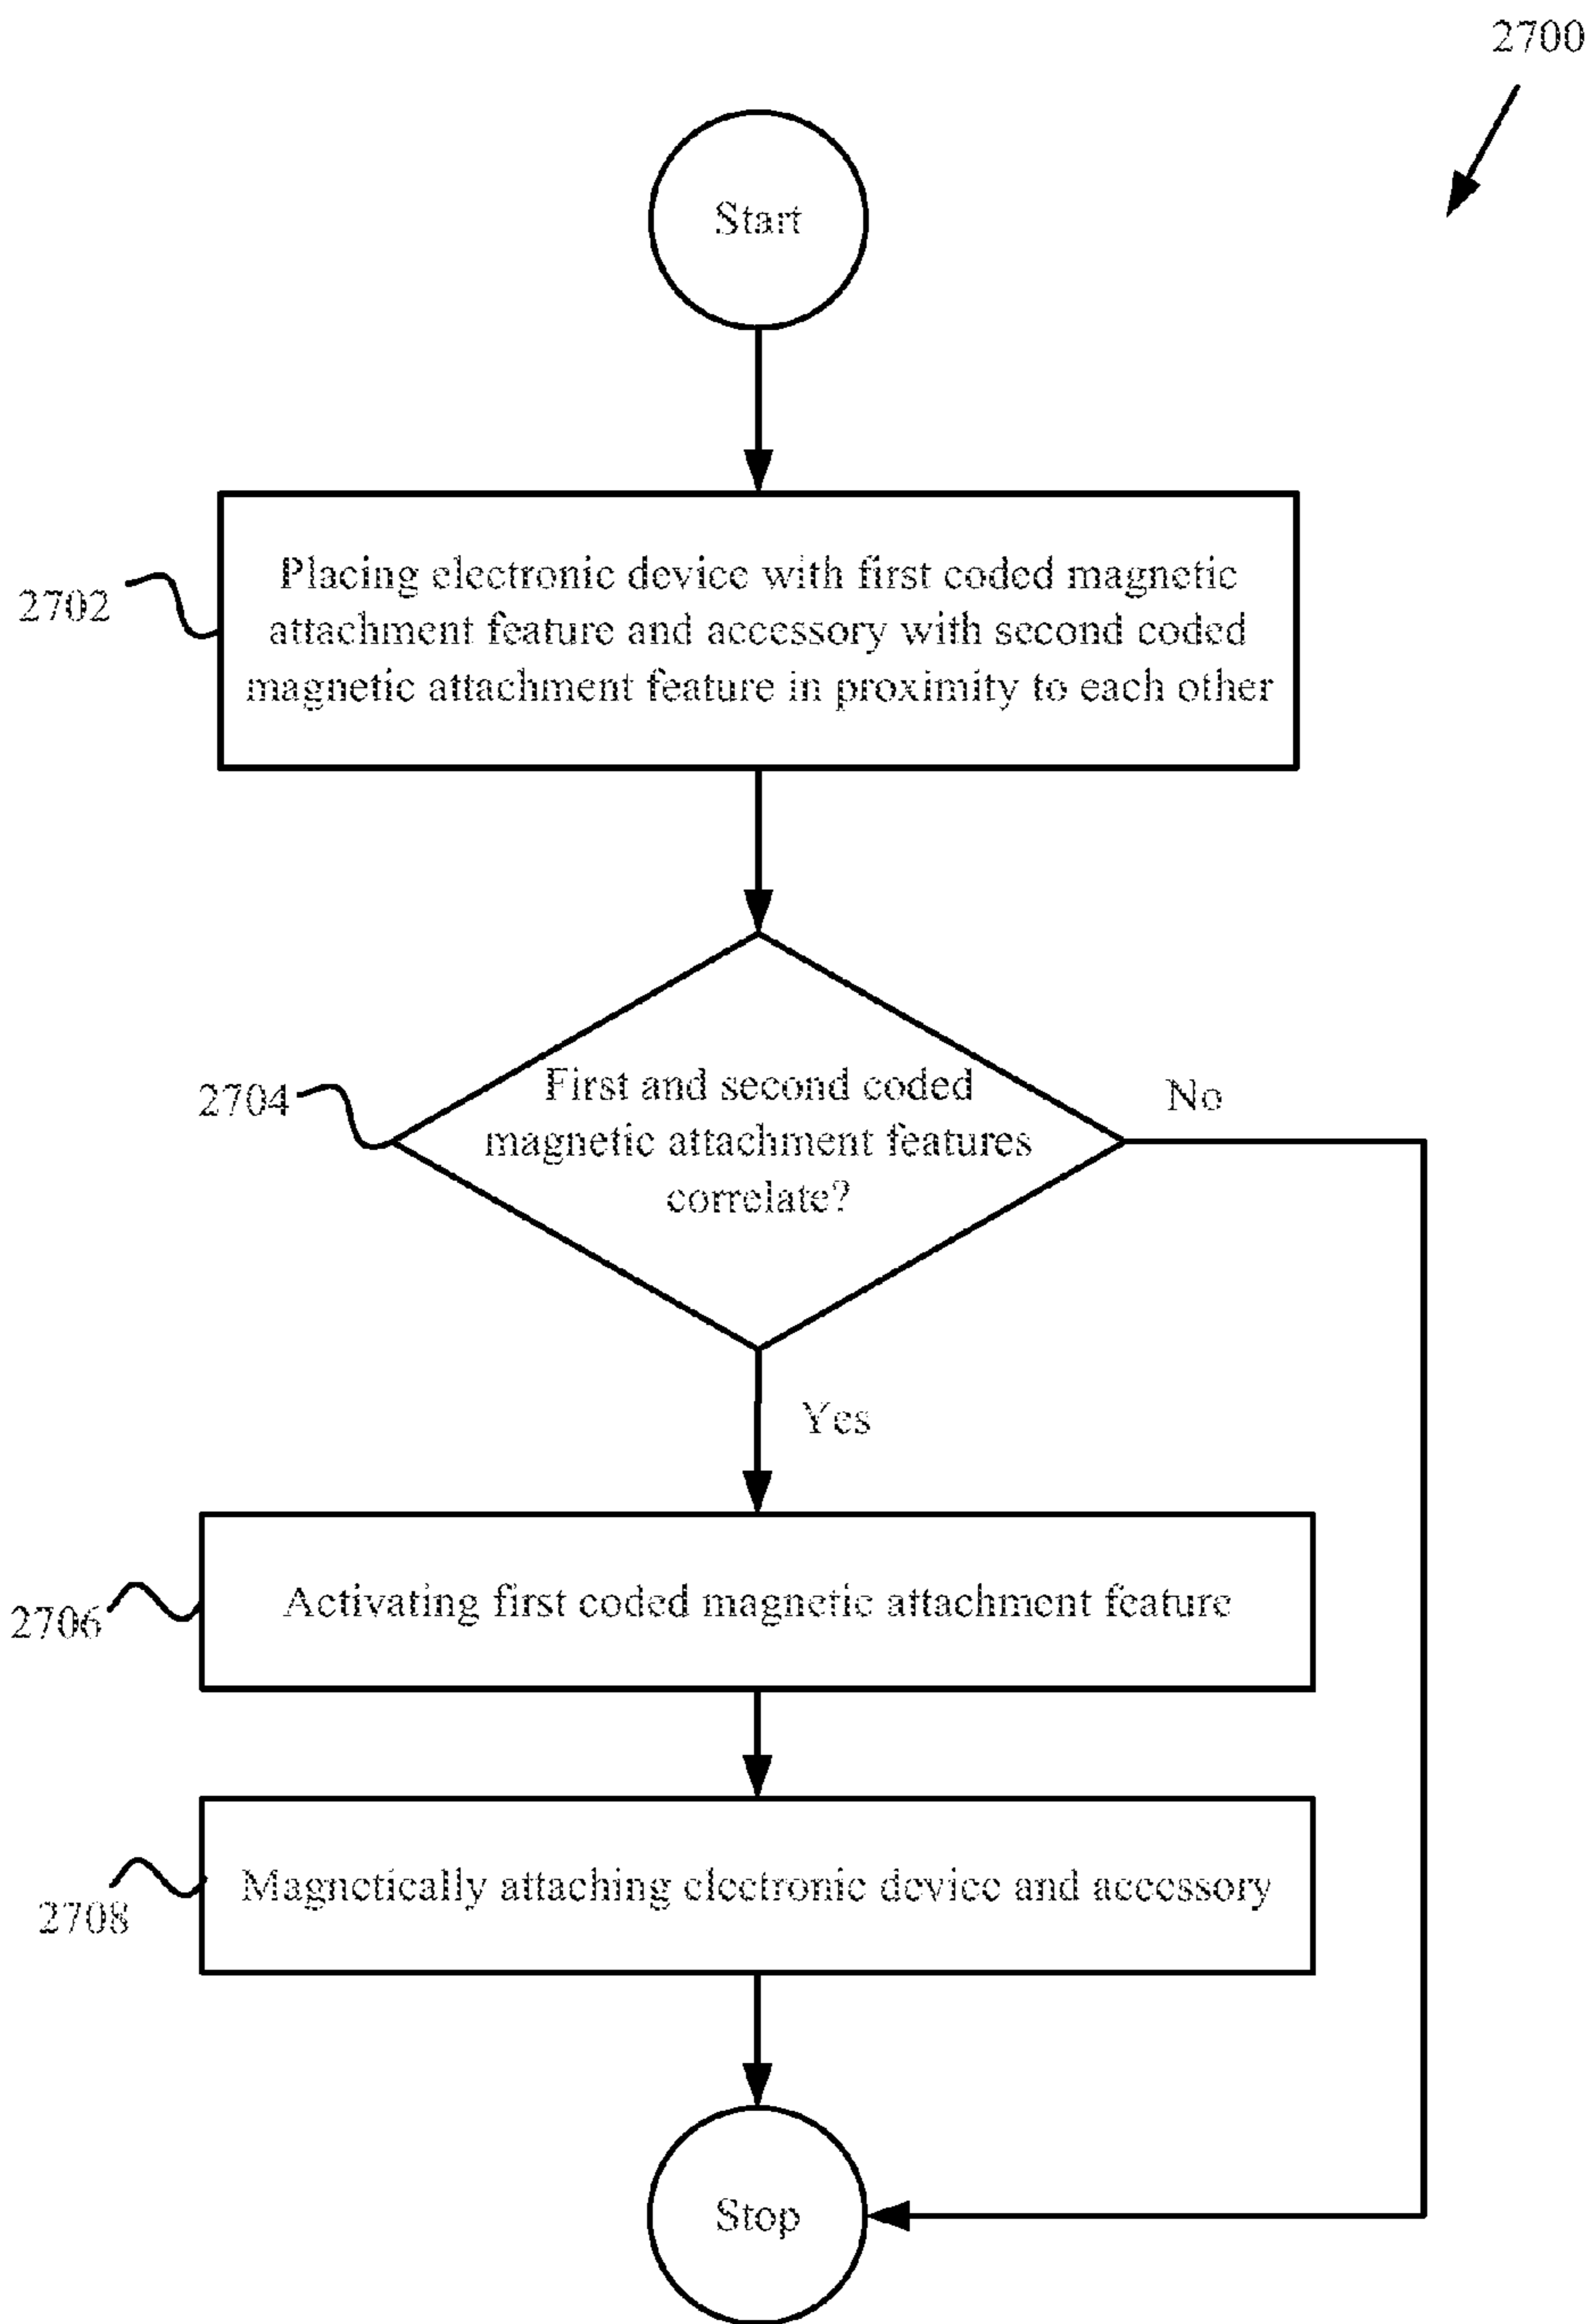 2700
Start
2702
Placing electronic device with first coded magnetic
attachment feature and accessory with second coded
magnetic attachment feature in proximity to each other
2704
First and second coded
magnetic attachment features
correlate?
No
Yes
2706
Activating first coded magnetic attachment feature
2708
Magnetically attaching electronic device and accessory
Stop